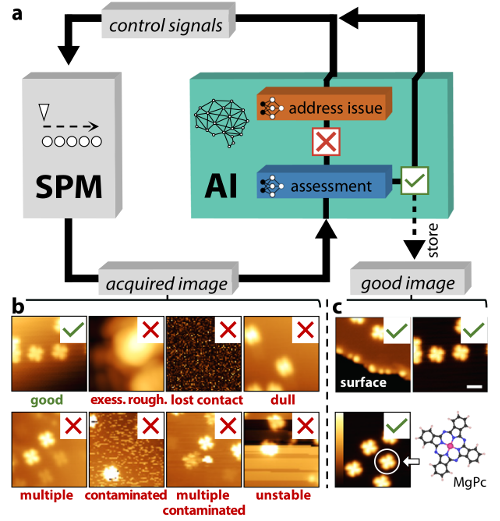 a
control signals
SPM
AI
address issue
assessment
store
acquired image
good image
b
c
good
exess. rough.
lost contact
dull
surface
multiple
contaminated
multiple
contaminated
unstable
MgPc